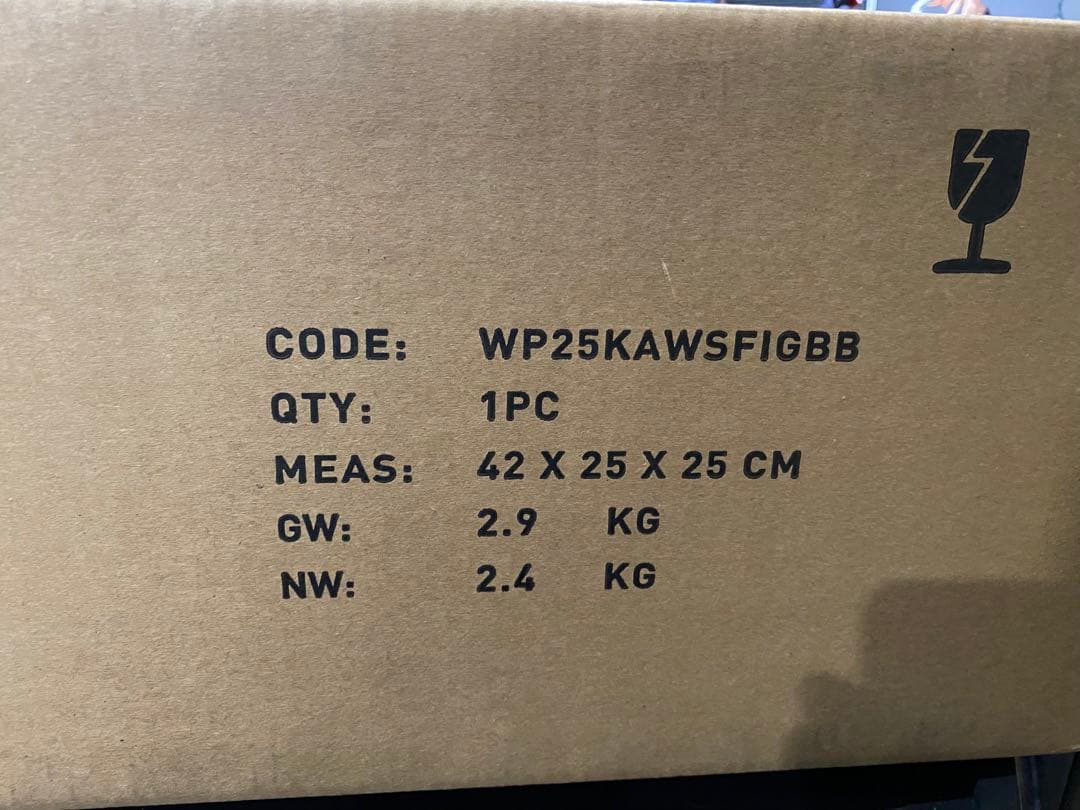 CODE: WP25KAWSFIGBB
QTY: 1PC
MEAS: 42 X 25 X 25 CM
GW: 2.9 KG
NW: 2.4 KG